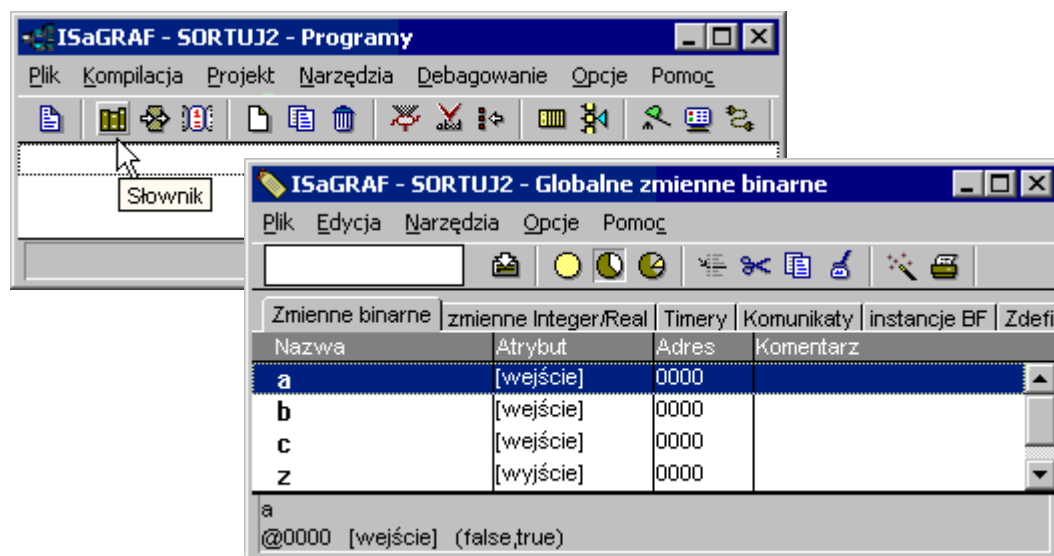 ISaGRAF - SORTUJ2 - Programy
Plik Kompilacja Projekt Narzędzia Debagowanie Opcje Pomoc
Słownik
ISaGRAF - SORTUJ2 - Globalne zmienne binarne
Plik Edycja Narzędzia Opcje Pomoc
Zmienne binarne zmienne Integer/Real Timery Komunikaty instancje BF Zdefi
Nazwa Atrybut Adres Komentarz
a [wejście] 0000
b [wejście] 0000
c [wejście] 0000
z [wyjście] 0000
a
@0000 [wejście] (false,true)